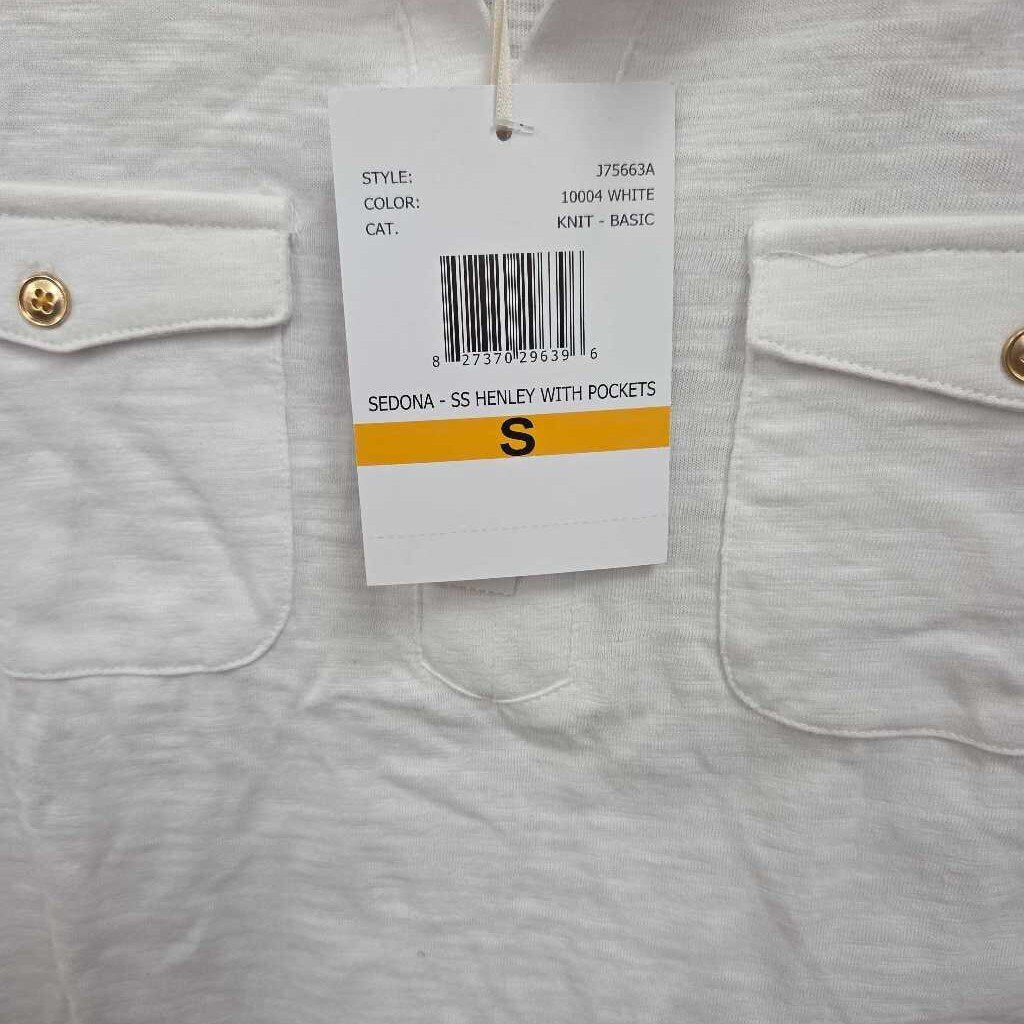 STYLE: J75663A
COLOR: 10004 WHITE
CAT. KNIT - BASIC
8 27370 29639 6
SEDONA - SS HENLEY WITH POCKETS
S